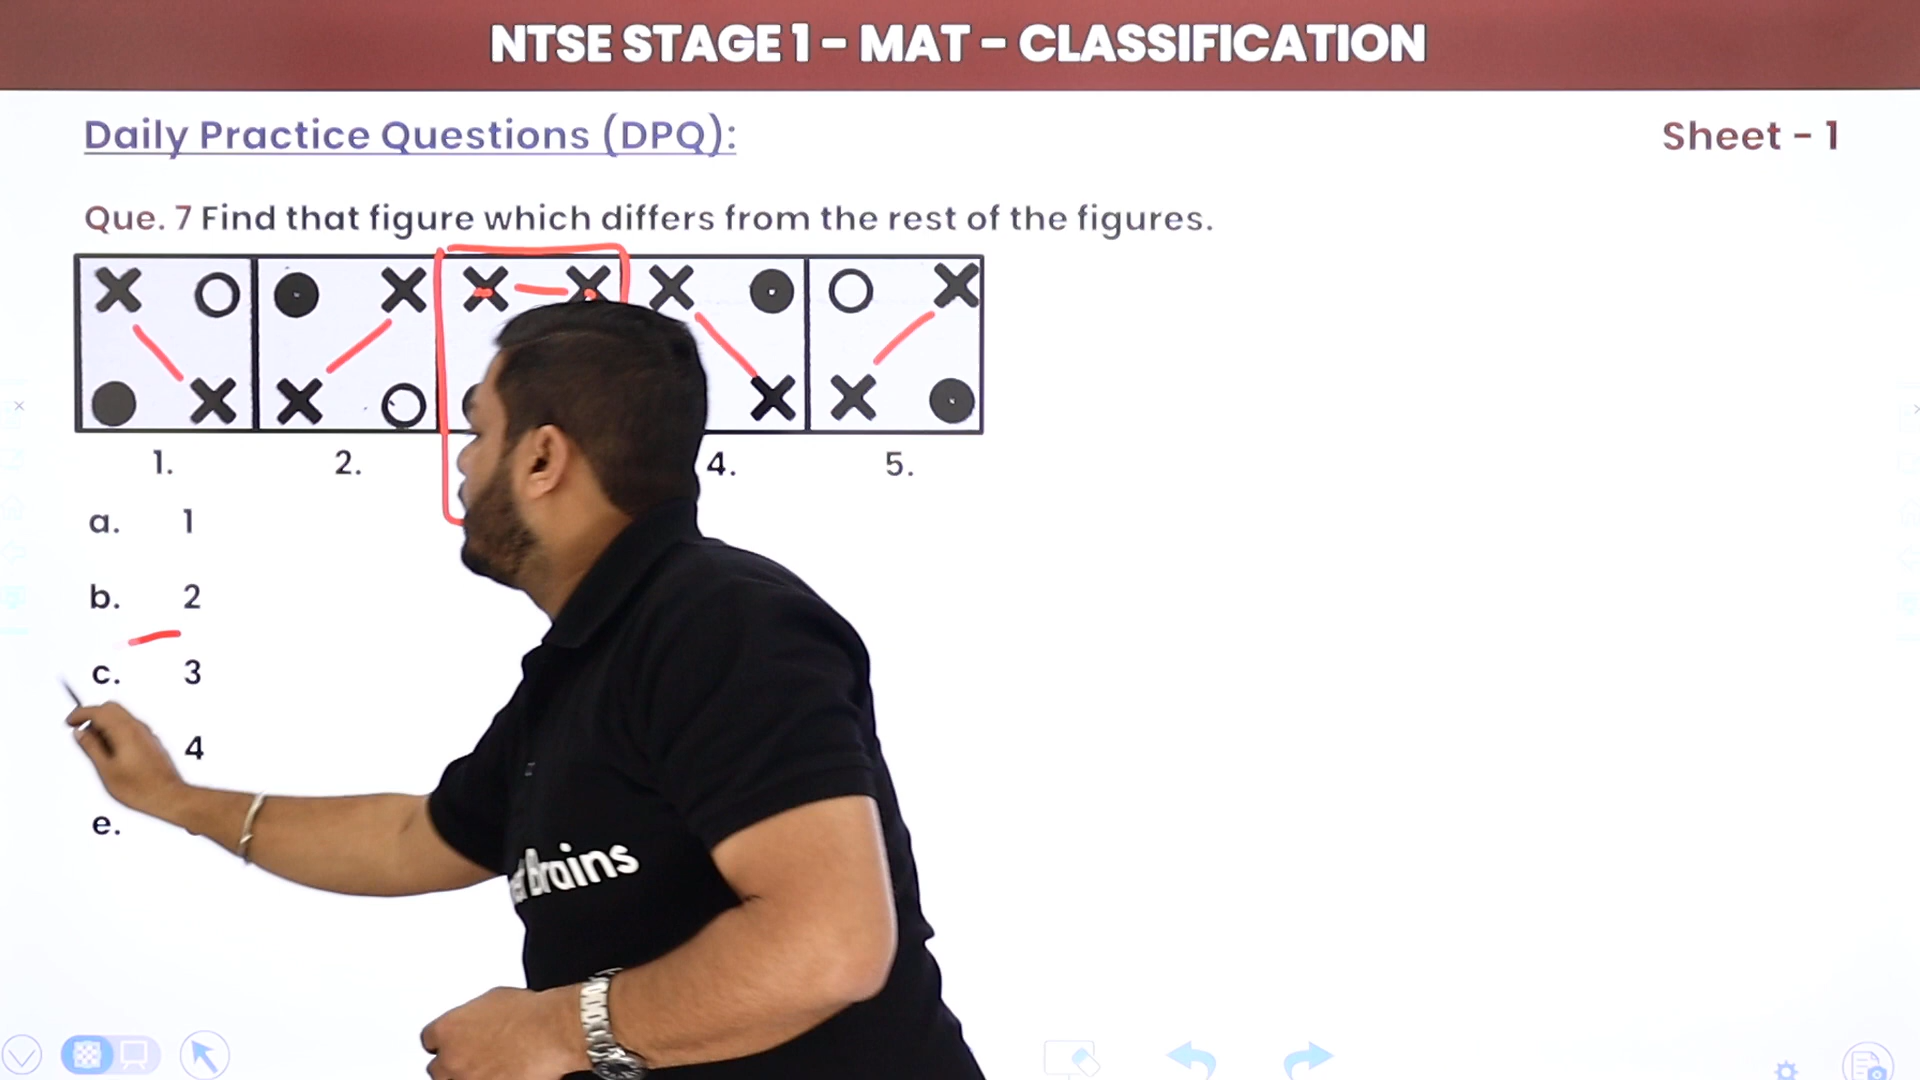 NTSE STAGE 1 - MAT - CLASSIFICATION
Daily Practice Questions (DPQ):
Sheet - 1
Que. 7 Find that figure which differs from the rest of the figures.
1. 2. 4. 5.
a. 1
b. 2
c. 3
4
e.
Brains